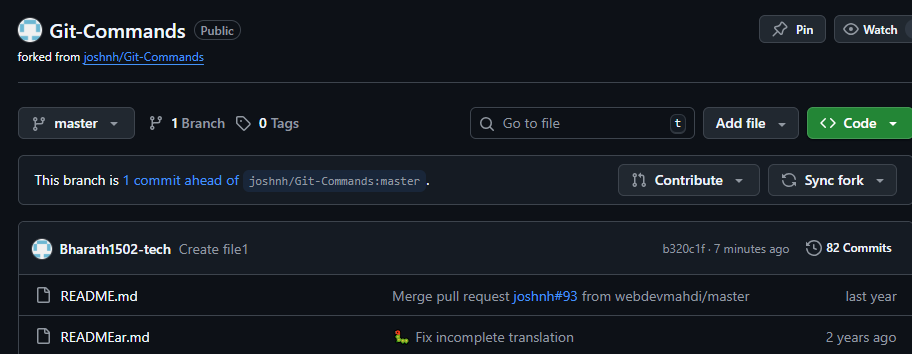 Git-Commands Public
Pin
Watch
forked from joshnh/Git-Commands
master
1 Branch
0 Tags
Go to file
t
Add file
Code
This branch is 1 commit ahead of joshnh/Git-Commands:master .
Contribute
Sync fork
Bharath1502-tech Create file1
b320c1f · 7 minutes ago
82 Commits
README.md
Merge pull request joshnh#93 from webdevmahdi/master
last year
READMEar.md
🐛 Fix incomplete translation
2 years ago